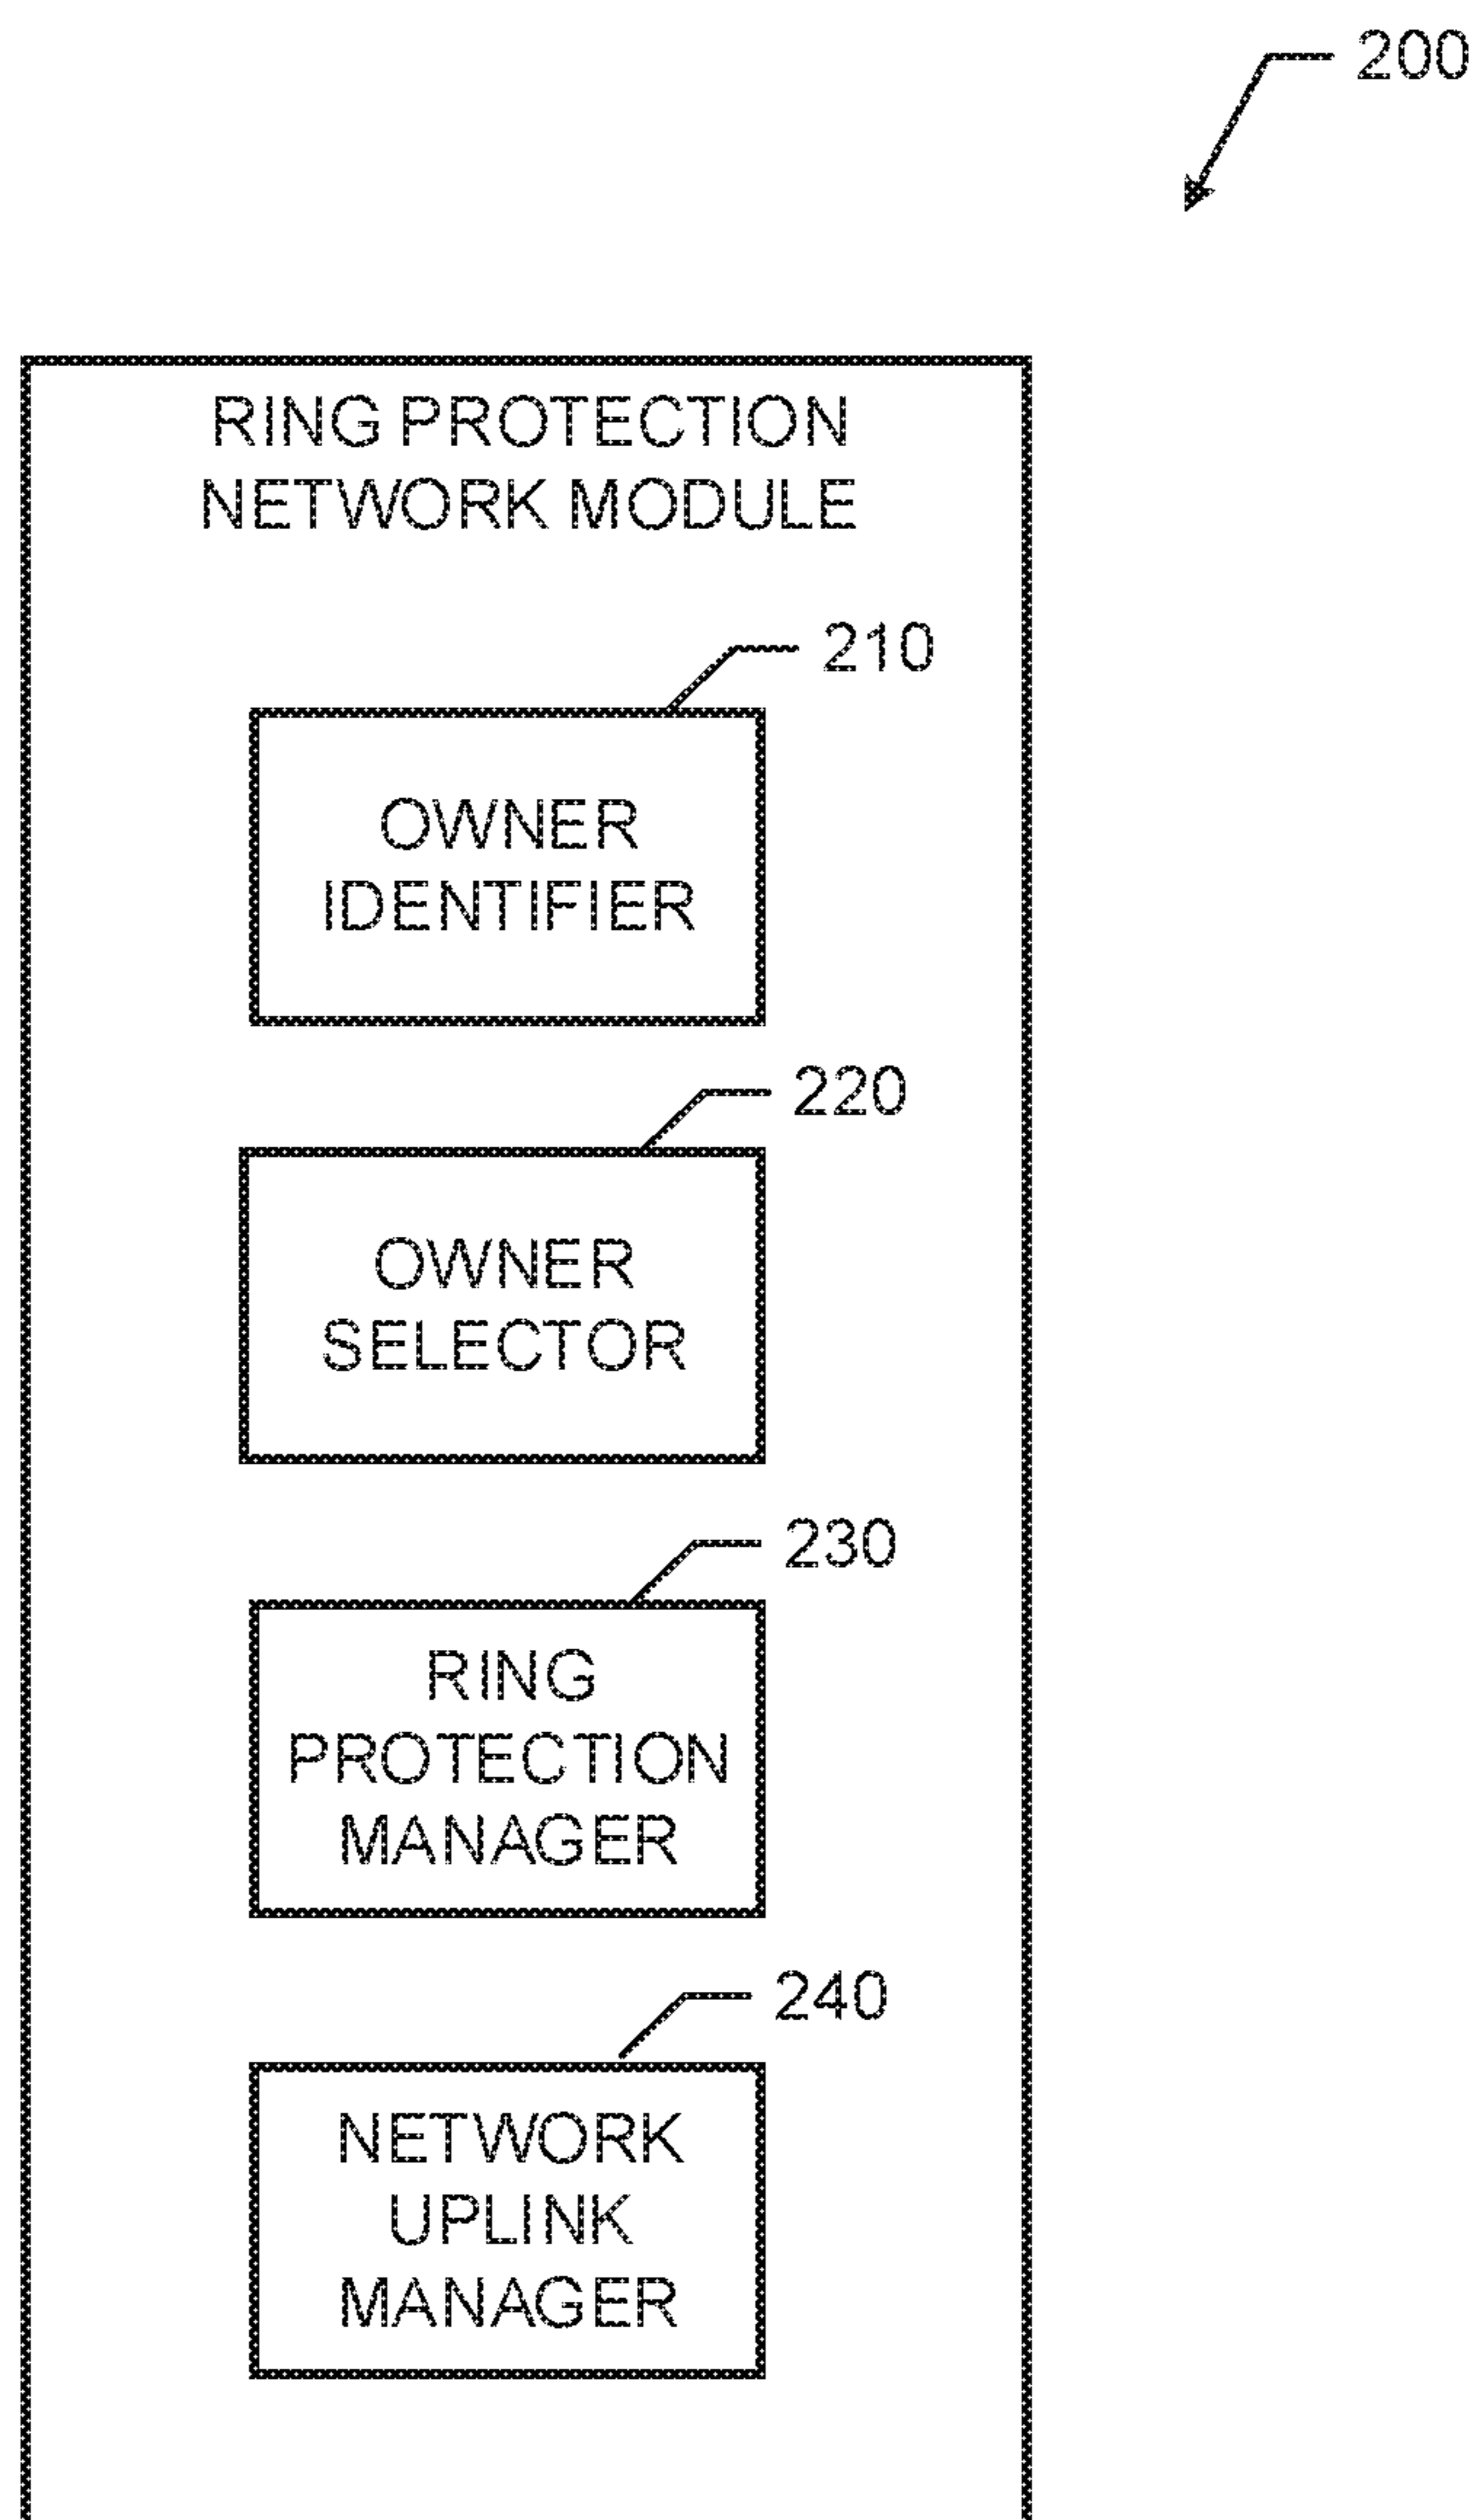 200
RING PROTECTION
NETWORK MODULE
210
OWNER
IDENTIFIER
220
OWNER
SELECTOR
230
RING
PROTECTION
MANAGER
240
NETWORK
UPLINK
MANAGER